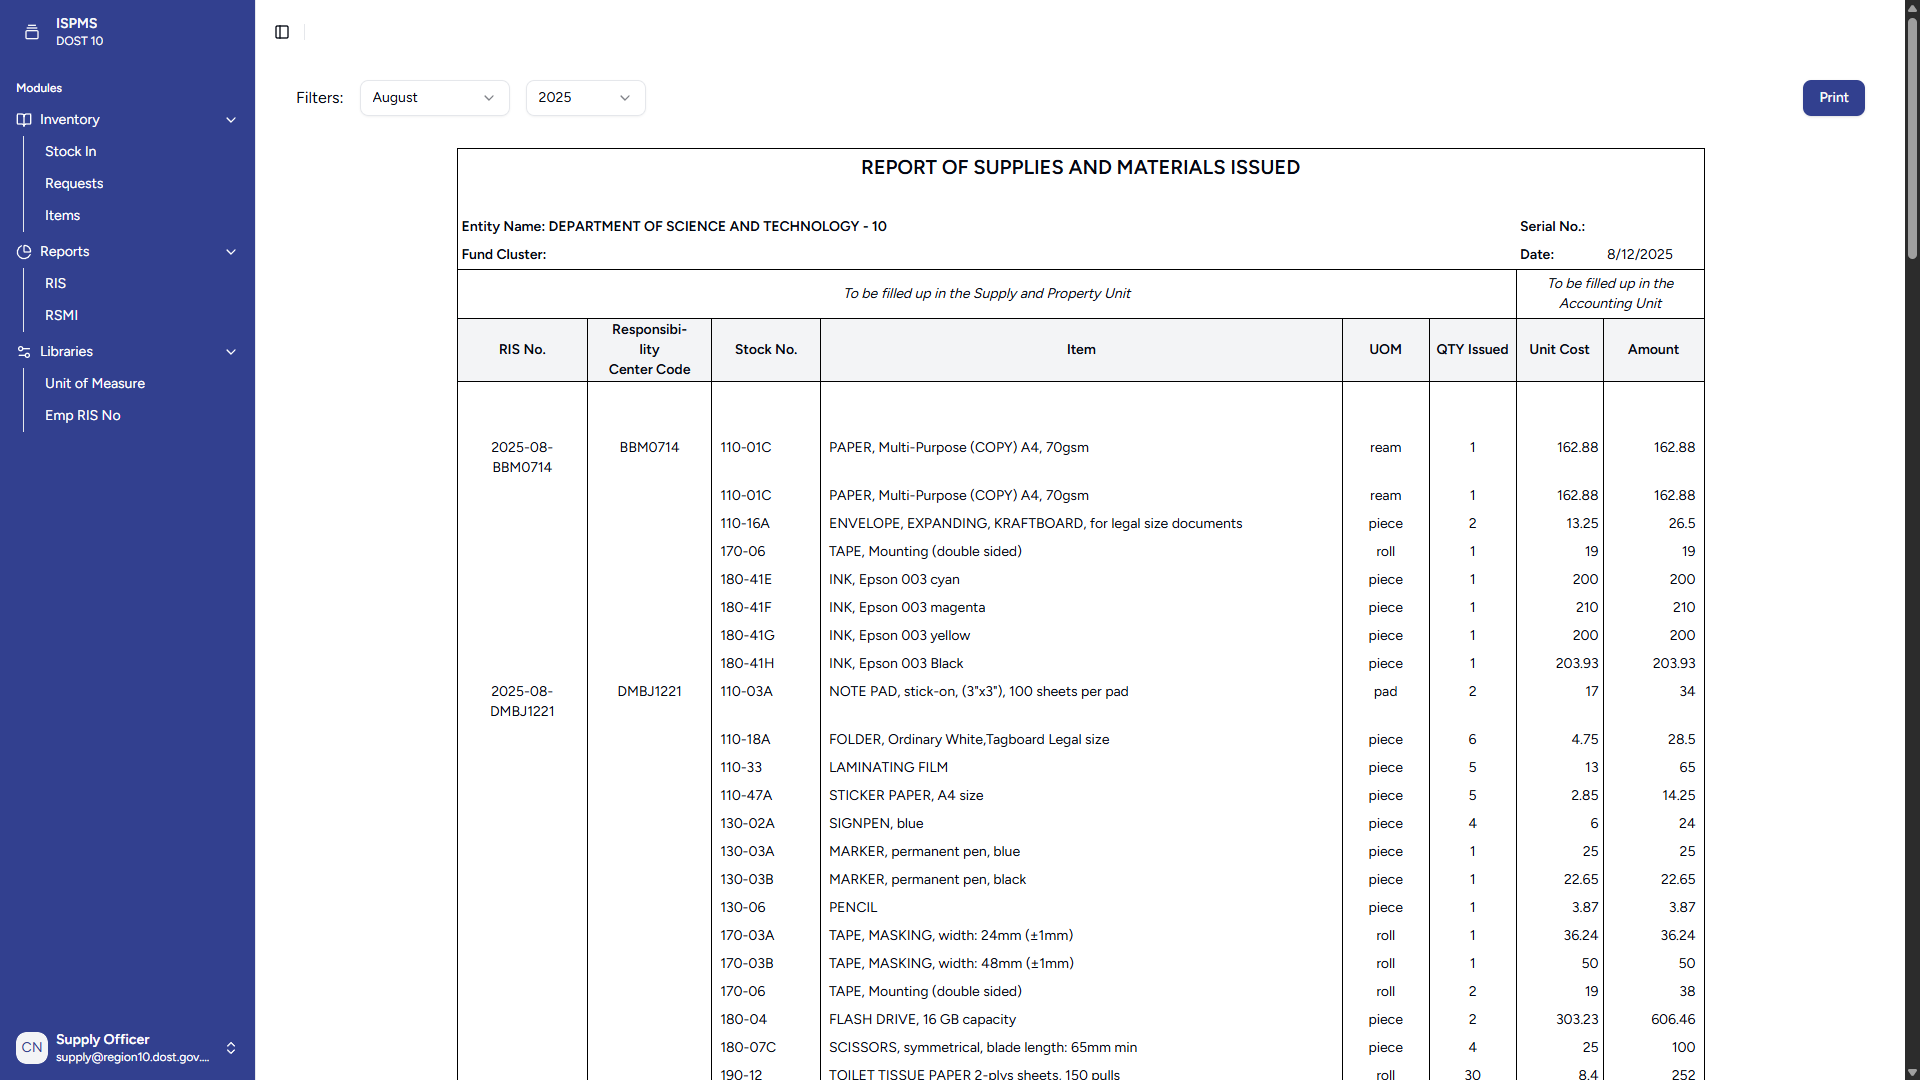 ISPMS
DOST 10
Modules
Inventory
Stock In
Requests
Items
Reports
RIS
RSMI
Libraries
Unit of Measure
Emp RIS No
CN
Supply Officer
supply@region10.dost.gov....
Filters: August 2025 Print
REPORT OF SUPPLIES AND MATERIALS ISSUED
Entity Name: DEPARTMENT OF SCIENCE AND TECHNOLOGY - 10 Serial No.:
Fund Cluster: Date: 8/12/2025
To be filled up in the Supply and Property Unit
To be filled up in the
Accounting Unit
RIS No.
Responsibi-
lity
Center Code
Stock No. Item UOM QTY Issued Unit Cost Amount
2025-08-
BBM0714
BBM0714 110-01C PAPER, Multi-Purpose (COPY) A4, 70gsm ream 1 162.88 162.88
110-01C PAPER, Multi-Purpose (COPY) A4, 70gsm ream 1 162.88 162.88
110-16A ENVELOPE, EXPANDING, KRAFTBOARD, for legal size documents piece 2 13.25 26.5
170-06 TAPE, Mounting (double sided) roll 1 19 19
180-41E INK, Epson 003 cyan piece 1 200 200
180-41F INK, Epson 003 magenta piece 1 210 210
180-41G INK, Epson 003 yellow piece 1 200 200
180-41H INK, Epson 003 Black piece 1 203.93 203.93
2025-08-
DMBJ1221
DMBJ1221 110-03A NOTE PAD, stick-on, (3"x3"), 100 sheets per pad pad 2 17 34
110-18A FOLDER, Ordinary White,Tagboard Legal size piece 6 4.75 28.5
110-33 LAMINATING FILM piece 5 13 65
110-47A STICKER PAPER, A4 size piece 5 2.85 14.25
130-02A SIGNPEN, blue piece 4 6 24
130-03A MARKER, permanent pen, blue piece 1 25 25
130-03B MARKER, permanent pen, black piece 1 22.65 22.65
130-06 PENCIL piece 1 3.87 3.87
170-03A TAPE, MASKING, width: 24mm (±1mm) roll 1 36.24 36.24
170-03B TAPE, MASKING, width: 48mm (±1mm) roll 1 50 50
170-06 TAPE, Mounting (double sided) roll 2 19 38
180-04 FLASH DRIVE, 16 GB capacity piece 2 303.23 606.46
180-07C SCISSORS, symmetrical, blade length: 65mm min piece 4 25 100
190-12 TOILET TISSUE PAPER 2-plys sheets, 150 pulls roll 30 8.4 252